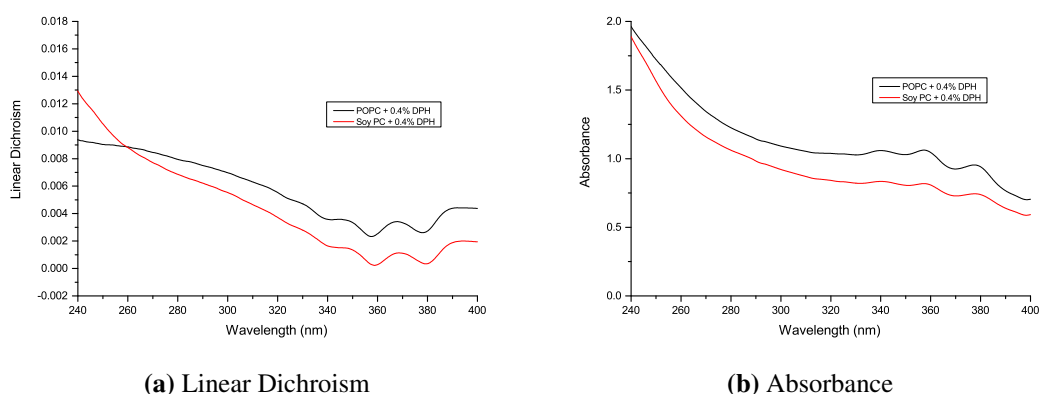 0.018
0.016
0.014
0.012
0.010
0.008
0.006
0.004
0.002
0.000
-0.002
Linear Dichroism
POPC + 0.4% DPH
Soy PC + 0.4% DPH
240 260 280 300 320 340 360 380 400
Wavelength (nm)
(a) Linear Dichroism
2.0
1.5
1.0
0.5
0.0
Absorbance
POPC + 0.4% DPH
Soy PC + 0.4% DPH
240 260 280 300 320 340 360 380 400
Wavelength (nm)
(b) Absorbance